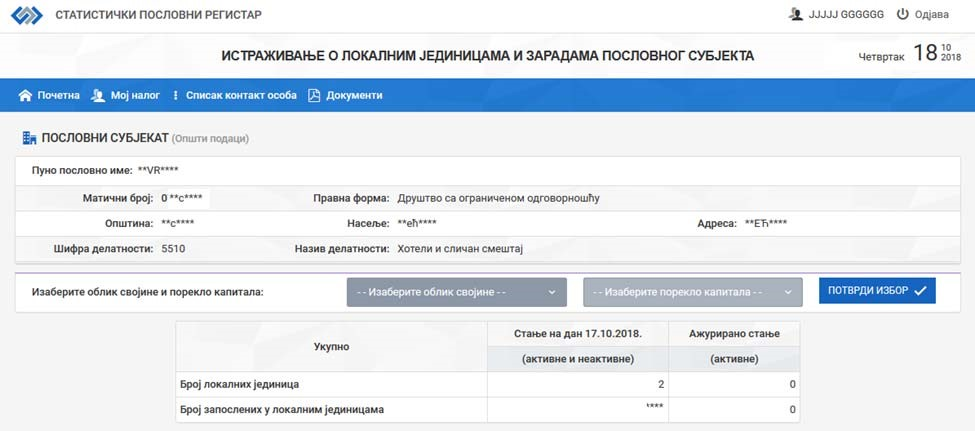 СТАТИСТИЧКИ ПОСЛОВНИ РЕГИСТАР
JJJJJ GGGGGG Одјава
ИСТРАЖИВАЊЕ О ЛОКАЛНИМ ЈЕДИНИЦАМА И ЗАРАДАМА ПОСЛОВНОГ СУБЈЕКТА
Четвртак 18 10 2018
Почетна Мој налог Списак контакт особа Документи
ПОСЛОВНИ СУБЈЕКАТ (Општи подаци)
Пуно пословно име: **VR****
Матични број: 0 **с**** Правна форма: Друштво са ограниченом одговорношћу
Општина: **с**** Насеље: **ећ**** Адреса: **ЕЋ****
Шифра делатности: 5510 Назив делатности: Хотели и сличан смештај
Изаберите облик својине и порекло капитала: - - Изаберите облик својине - - - - Изаберите порекло капитала - - ПОТВРДИ ИЗБОР
Укупно Стање на дан 17.10.2018. Ажурирано стање
(активне и неактивне) (активне)
Број локалних јединица 2 0
Број запослених у локалним јединицама **** 0